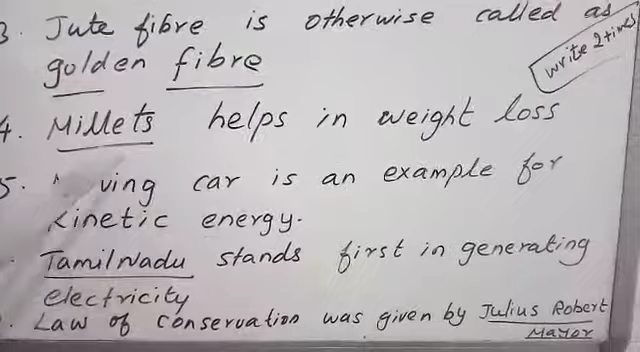 3. Jute fibre is otherwise called as
golden fibre
write 2 times
4. Millets helps in weight loss
5. ving car is an example for
kinetic energy.
TamilNadu stands first in generating
electricity
Law of conservation was given by Julius Robert
Mayor